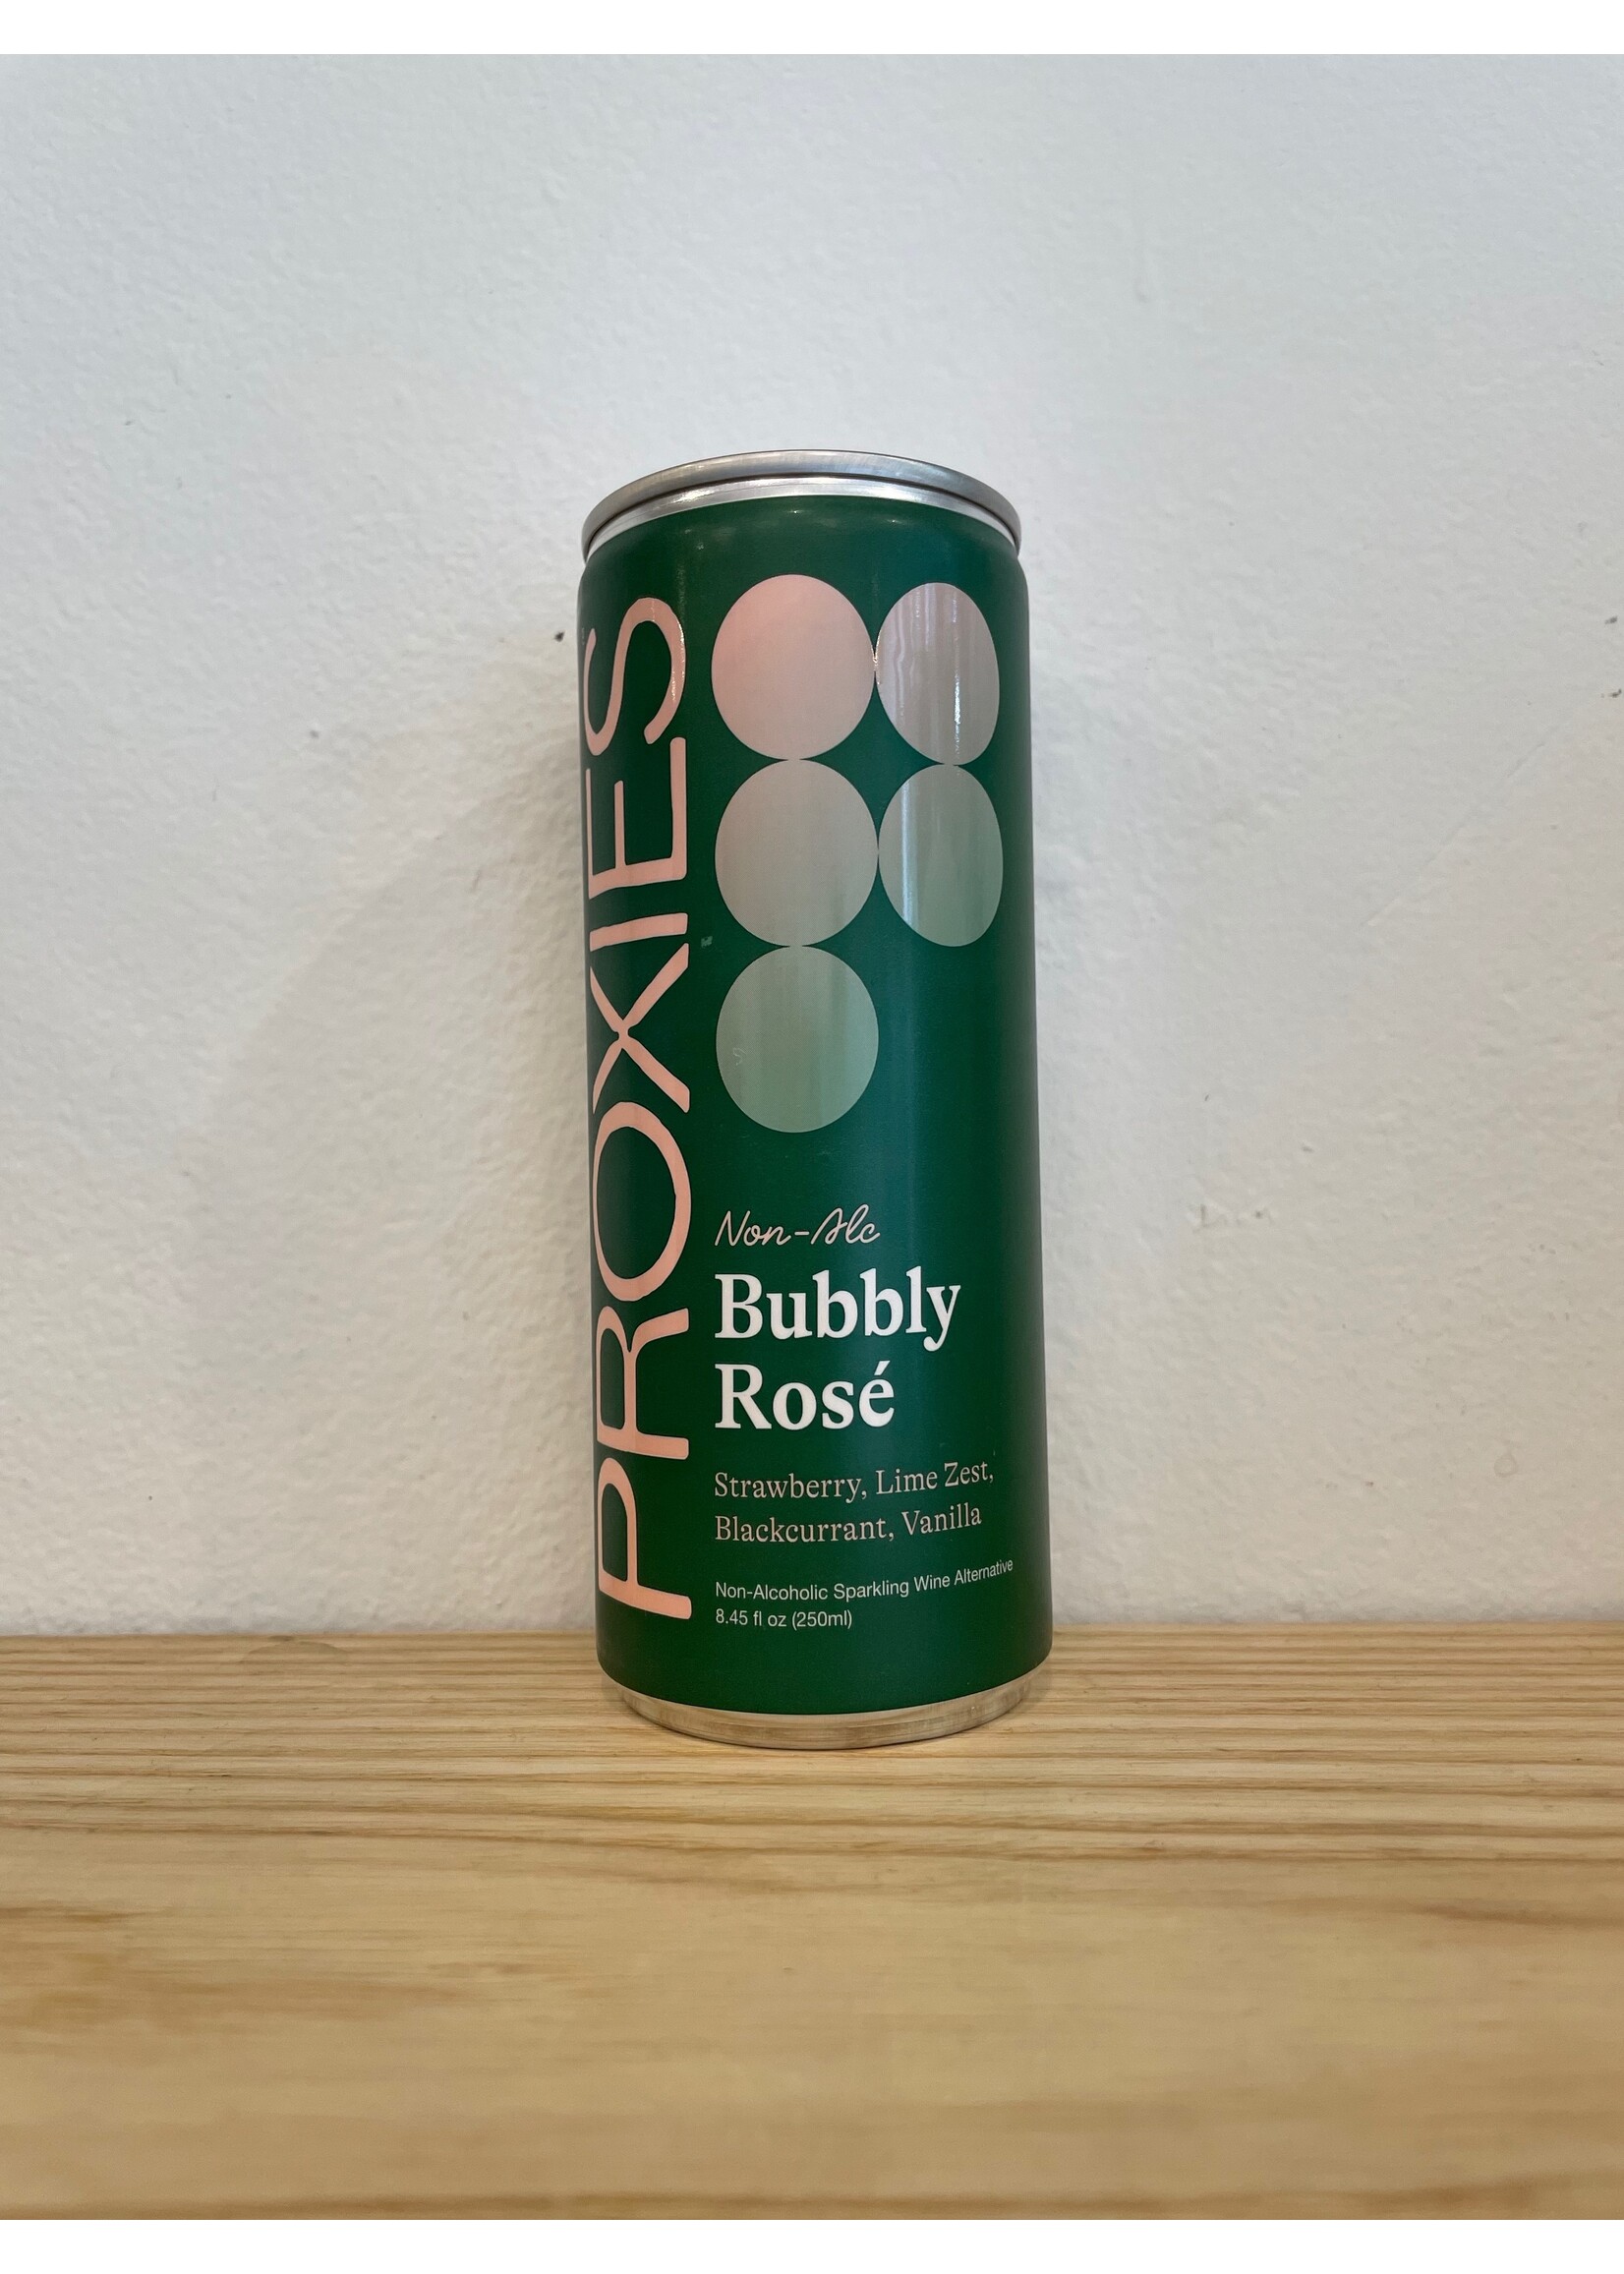 PROXIES
Non-Alc
Bubbly
Rosé
Strawberry, Lime Zest,
Blackcurrant, Vanilla
Non-Alcoholic Sparkling Wine Alternative
8.45 fl oz (250ml)